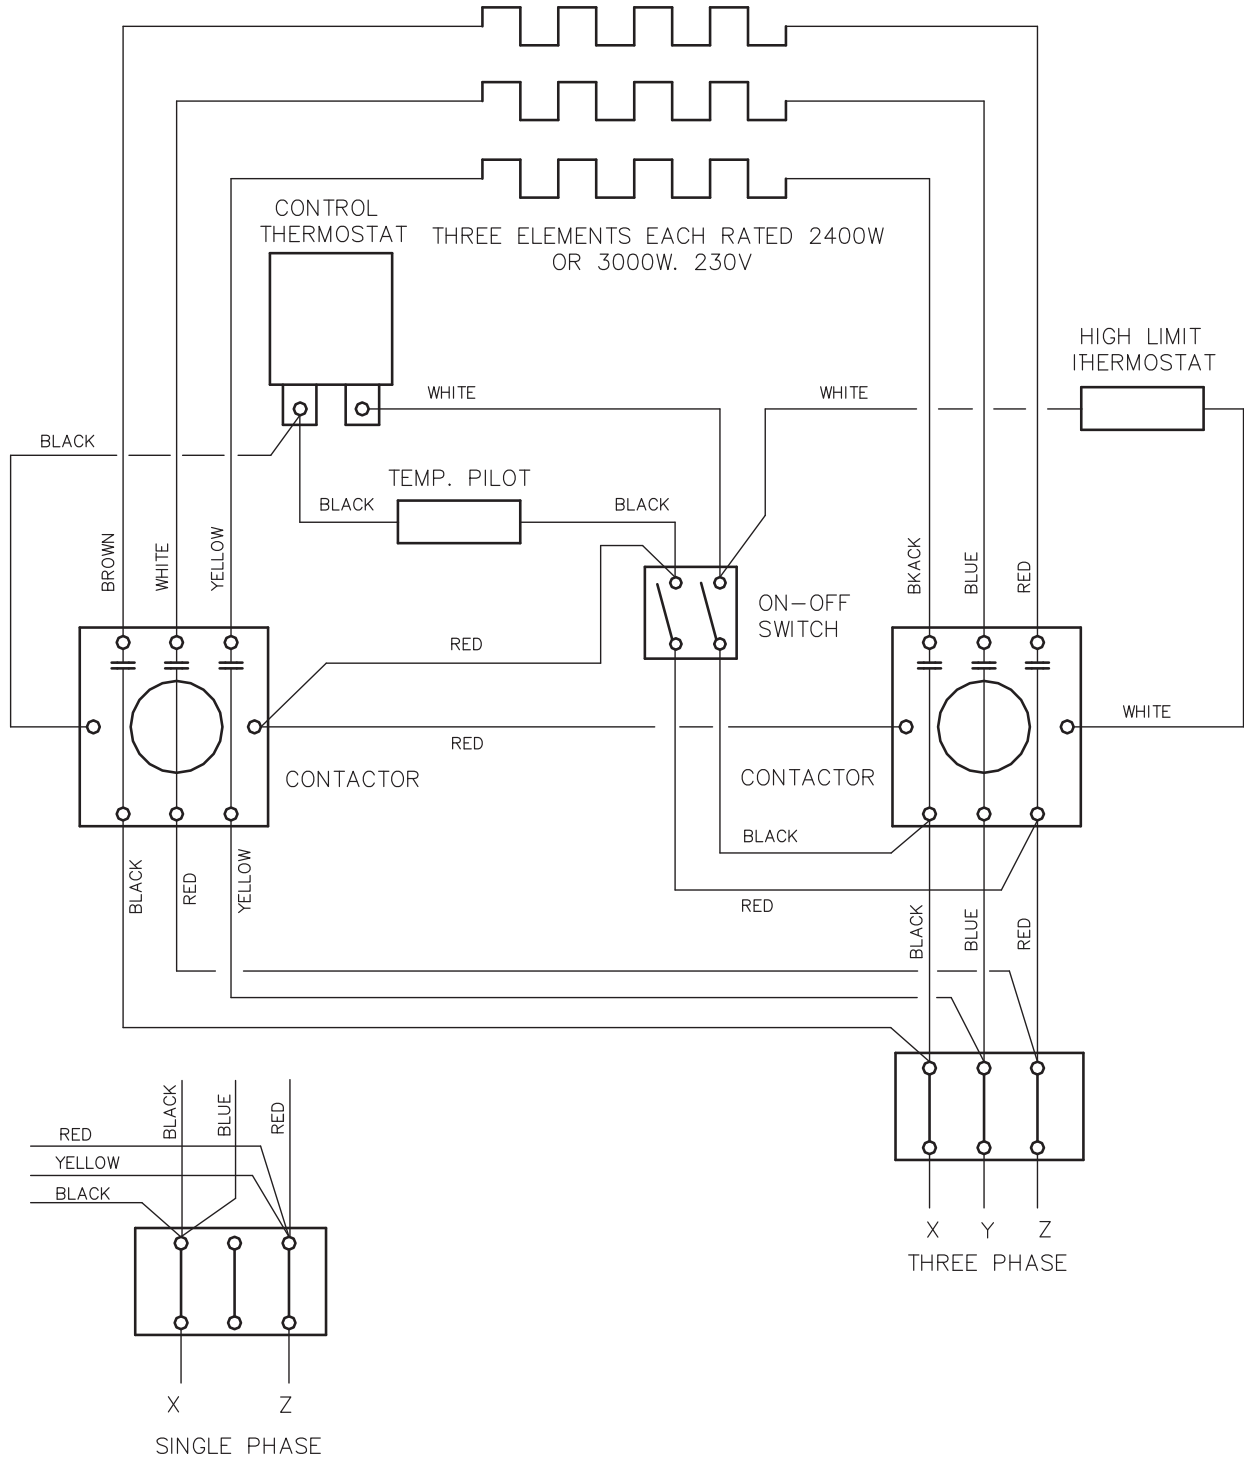 CONTROL
THERMOSTAT
THREE ELEMENTS EACH RATED 2400W
OR 3000W. 230V
HIGH LIMIT
THERMOSTAT
WHITE
WHITE
BLACK
TEMP. PILOT
BLACK
BLACK
BROWN
WHITE
YELLOW
BKACK
BLUE
RED
ON-OFF
SWITCH
RED
WHITE
RED
CONTACTOR
CONTACTOR
BLACK
RED
BLACK
RED
YELLOW
BLACK
BLUE
RED
BLACK
BLUE
RED
RED
YELLOW
BLACK
X Y Z
THREE PHASE
X Z
SINGLE PHASE